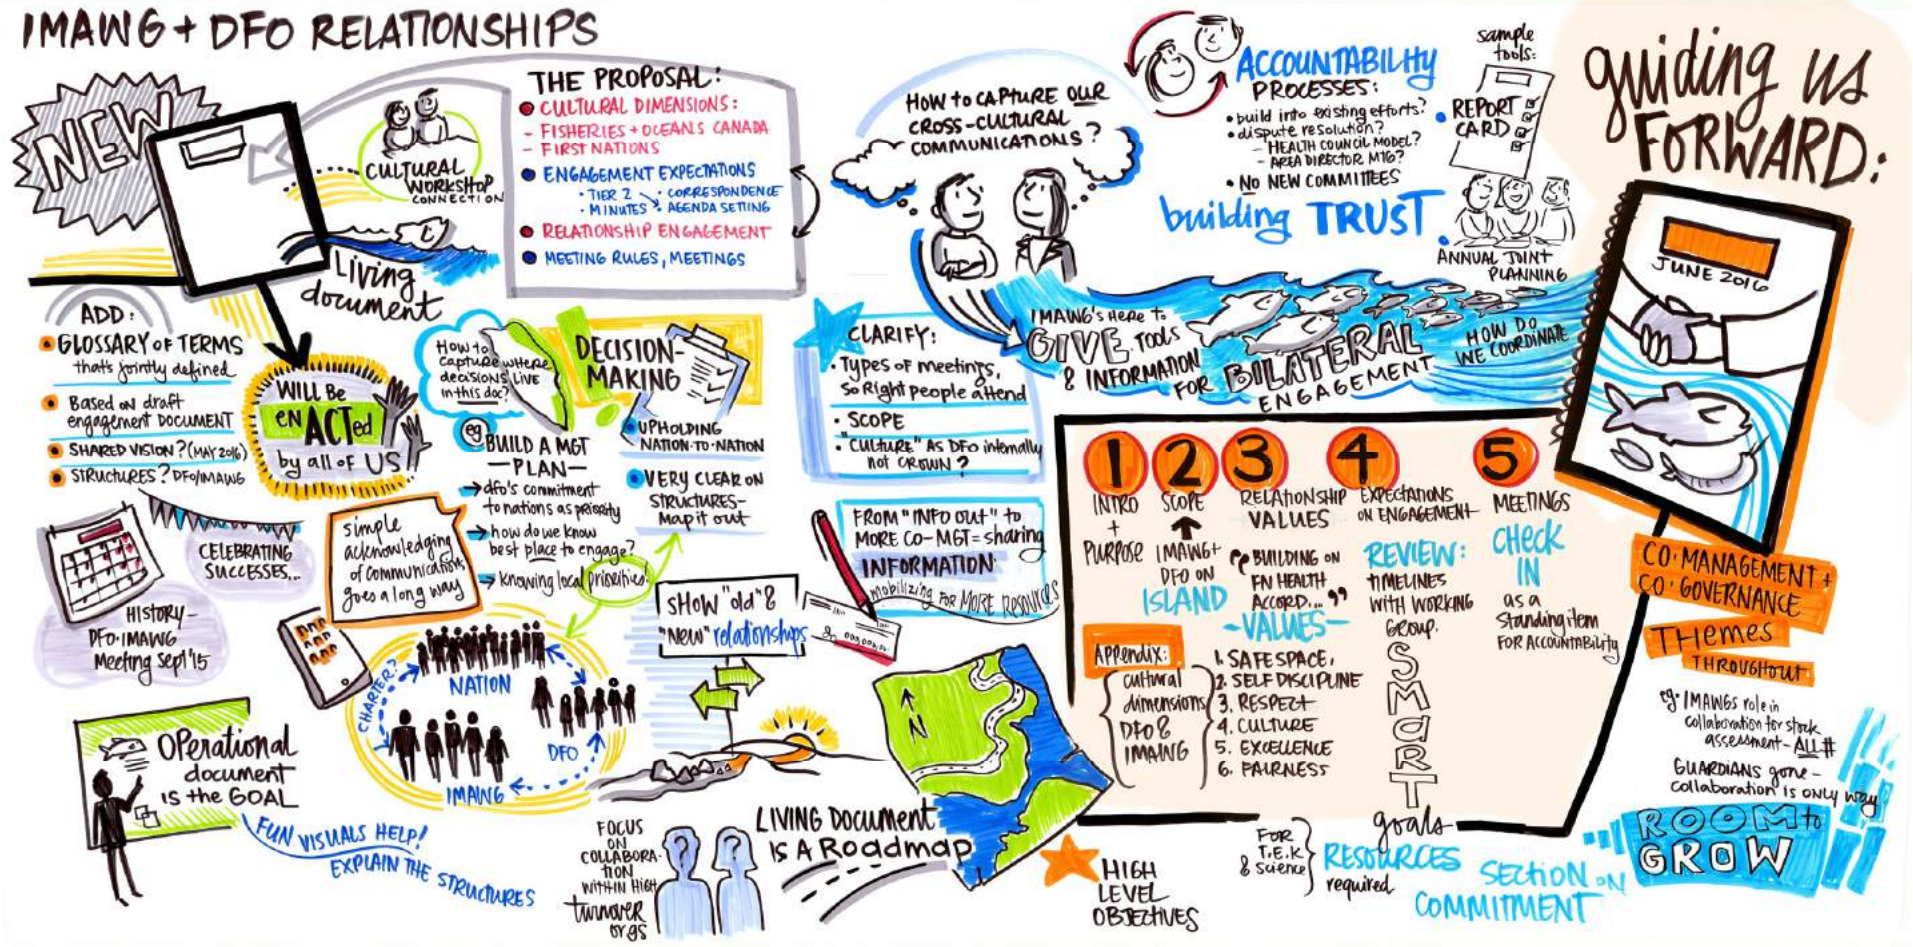 IMAWG + DFO RELATIONSHIPS
NEW
CULTURAL
WORKSHOP
CONNECTION
Living
document
THE PROPOSAL:
CULTURAL DIMENSIONS:
- FISHERIES + OCEANS CANADA
- FIRST NATIONS
ENGAGEMENT EXPECTATIONS
• TIER 2 • CORRESPONDENCE
• MINUTES • AGENDA SETTING
RELATIONSHIP ENGAGEMENT
MEETING RULES, MEETINGS
ADD:
GLOSSARY OF TERMS
that's jointly defined
Based on draft
engagement DOCUMENT
SHARED VISION? (MAY 2016)
STRUCTURES? DFO/IMAWG
WILL Be
enACTed
by all OF US!
How to
capture where
decisions LIVE
in this doc?
DECISION-
MAKING
eg
BUILD A MGT
- PLAN -
dfo's commitment
to nations as priority
how do we know
best place to engage?
knowing local priorities!
UPHOLDING
NATION-TO-NATION
VERY CLEAR ON
STRUCTURES-
Map it out
CELEBRATING
SUCCESSES...
HISTORY -
DFO-IMAWG
Meeting Sept '15
simple
acknowledging
of communications
goes a long way
CHARTER?
NATION
DFO
IMAWG
SHOW "old" &
"New" relationships
Operational
document
IS the GOAL
FUN VISUALS HELP!
EXPLAIN THE STRUCTURES
FOCUS
ON
COLLABORA-
TION
WITHIN HIGH
turnover
orgs
? ?
LIVING DOCUMENT
IS A Roadmap
N
HIGH
LEVEL
OBJECTIVES
HOW to CAPTURE OUR
CROSS-CULTURAL
COMMUNICATIONS?
ACCOUNTABILITY
PROCESSES:
• build into existing efforts?
• dispute resolution?
- HEALTH COUNCIL MODEL?
- AREA DIRECTOR MTG?
• NO NEW COMMITTEES
building TRUST
sample
tools:
• REPORT
CARD
• ANNUAL JOINT
PLANNING
CLARIFY:
• Types of meetings,
so Right people attend
• SCOPE
• "CULTURE" AS DFO internally
not CROWN?
FROM "INFO OUT" to
MORE CO-MGT = sharing
INFORMATION
mobilizing FOR MORE RESOURCES
IMAWG's Here to
GIVE TOOLS
& INFORMATION
FOR BILATERAL
ENGAGEMENT
HOW DO
WE COORDINATE
1
INTRO
+
PURPOSE
2
SCOPE
IMAWG+
DFO ON
ISLAND
3
RELATIONSHIP
VALUES
"BUILDING ON
FN HEALTH
ACCORD..."
- VALUES -
1. SAFE SPACE,
2. SELF DISCIPLINE
3. RESPECT
4. CULTURE
5. EXCELLENCE
6. FAIRNESS
4
EXPECTATIONS
ON ENGAGEMENT
REVIEW:
TIMELINES
WITH WORKING
GROUP.
SMaRT
goals
5
MEETINGS
CHecK
IN
as a
Standing item
FOR ACCOUNTABILITY
Appendix:
cultural
dimensions
DFO &
IMAWG
FOR
T.E.K
& Science
RESOURCES
required
SECTION ON
COMMITMENT
guiding us
FORWARD:
JUNE 2016
CO-MANAGEMENT +
CO-GOVERNANCE
THemes
THROUGHOUT
eg. IMAWGs role in
collaboration for stock
assessment - ALL #
GUARDIANS gone -
collaboration is only way
ROOM to
GROW